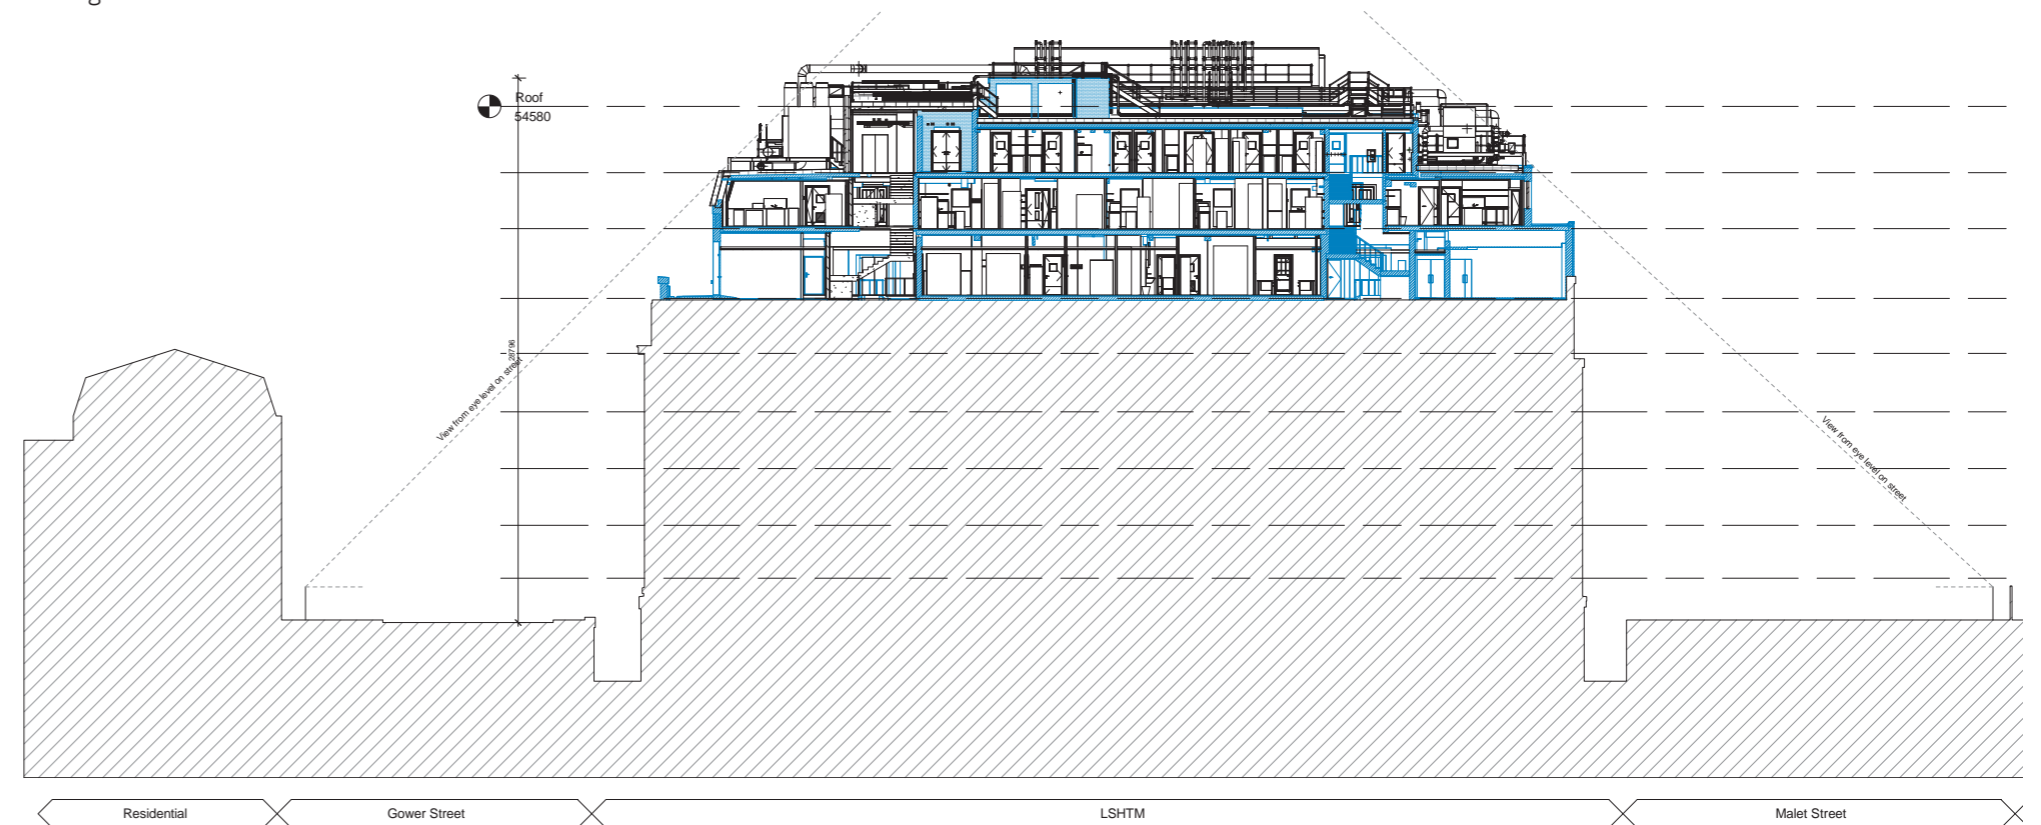 Roof
54580
28796
View from eye level on street
View from eye level on street
Residential
Gower Street
LSHTM
Malet Street